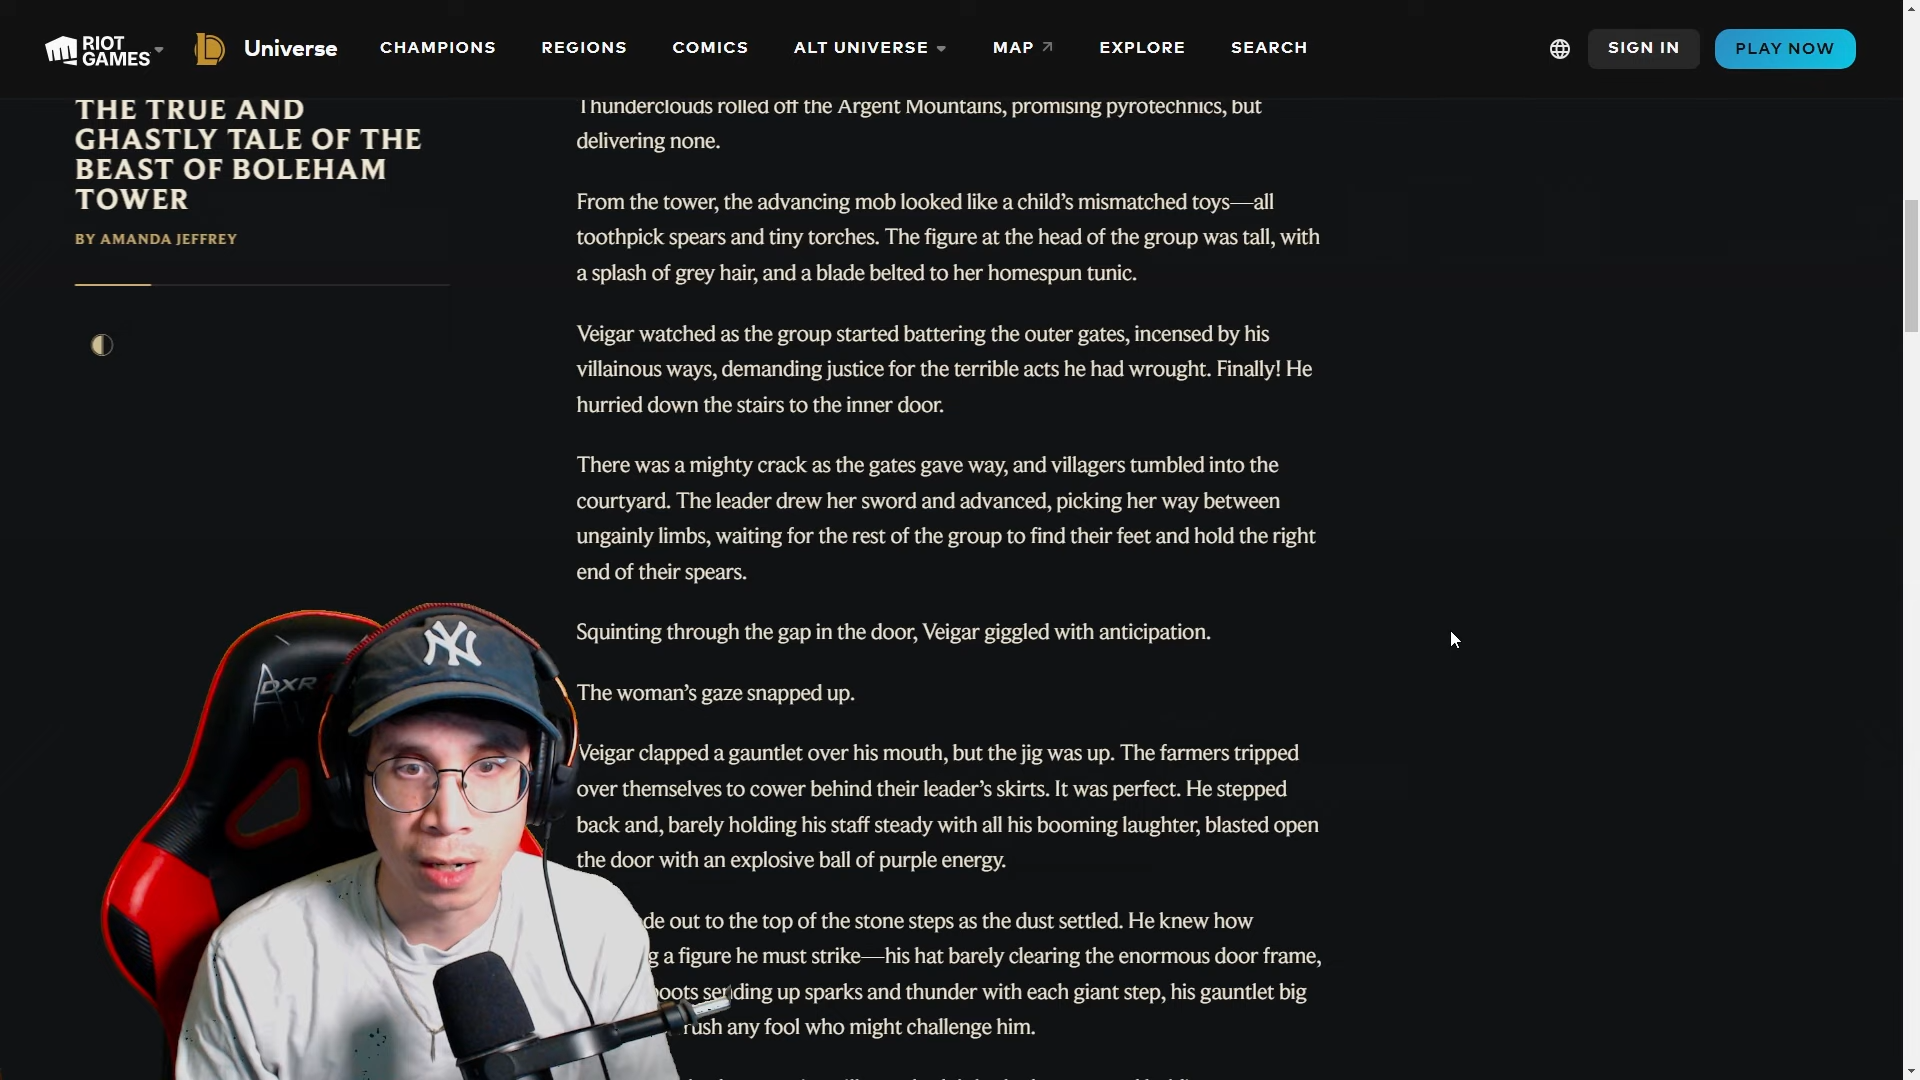 RIOT
GAMES
Universe
CHAMPIONS
REGIONS
COMICS
ALT UNIVERSE
MAP
EXPLORE
SEARCH
SIGN IN
PLAY NOW
THE TRUE AND
GHASTLY TALE OF THE
BEAST OF BOLEHAM
TOWER
BY AMANDA JEFFREY
Thunderclouds rolled off the Argent Mountains, promising pyrotechnics, but
delivering none.
From the tower, the advancing mob looked like a child’s mismatched toys—all
toothpick spears and tiny torches. The figure at the head of the group was tall, with
a splash of grey hair, and a blade belted to her homespun tunic.
Veigar watched as the group started battering the outer gates, incensed by his
villainous ways, demanding justice for the terrible acts he had wrought. Finally! He
hurried down the stairs to the inner door.
There was a mighty crack as the gates gave way, and villagers tumbled into the
courtyard. The leader drew her sword and advanced, picking her way between
ungainly limbs, waiting for the rest of the group to find their feet and hold the right
end of their spears.
Squinting through the gap in the door, Veigar giggled with anticipation.
The woman’s gaze snapped up.
Veigar clapped a gauntlet over his mouth, but the jig was up. The farmers tripped
over themselves to cower behind their leader’s skirts. It was perfect. He stepped
back and, barely holding his staff steady with all his booming laughter, blasted open
the door with an explosive ball of purple energy.
out to the top of the stone steps as the dust settled. He knew how
a figure he must strike—his hat barely clearing the enormous door frame,
boots sending up sparks and thunder with each giant step, his gauntlet big
any fool who might challenge him.
NY
DXR